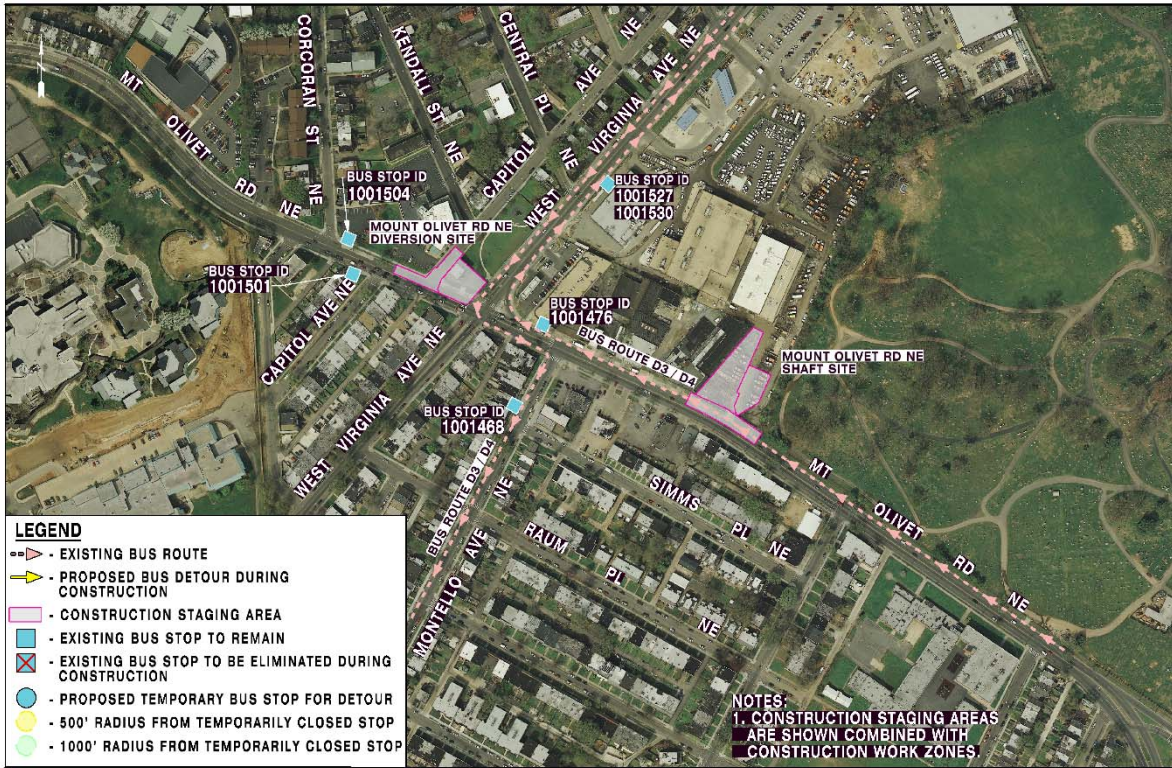 MT OLIVET RD NE
CORCORAN ST NE
KENDALL ST NE
CENTRAL PL NE
CAPITOL AVE NE
WEST VIRGINIA AVE NE
BUS STOP ID
1001504
MOUNT OLIVET RD NE
DIVERSION SITE
BUS STOP ID
1001527
1001530
BUS STOP ID
1001501
CAPITOL AVE NE
BUS STOP ID
1001476
BUS ROUTE D3 / D4
MOUNT OLIVET RD NE
SHAFT SITE
WEST VIRGINIA AVE NE
BUS STOP ID
1001468
BUS ROUTE D3 / D4
MONTELLO AVE NE
SIMMS PL NE
RAUM PL NE
MT OLIVET RD NE
LEGEND
- EXISTING BUS ROUTE
- PROPOSED BUS DETOUR DURING
CONSTRUCTION
- CONSTRUCTION STAGING AREA
- EXISTING BUS STOP TO REMAIN
- EXISTING BUS STOP TO BE ELIMINATED DURING
CONSTRUCTION
- PROPOSED TEMPORARY BUS STOP FOR DETOUR
- 500' RADIUS FROM TEMPORARILY CLOSED STOP
- 1000' RADIUS FROM TEMPORARILY CLOSED STOP
NOTES:
1. CONSTRUCTION STAGING AREAS
ARE SHOWN COMBINED WITH
CONSTRUCTION WORK ZONES.